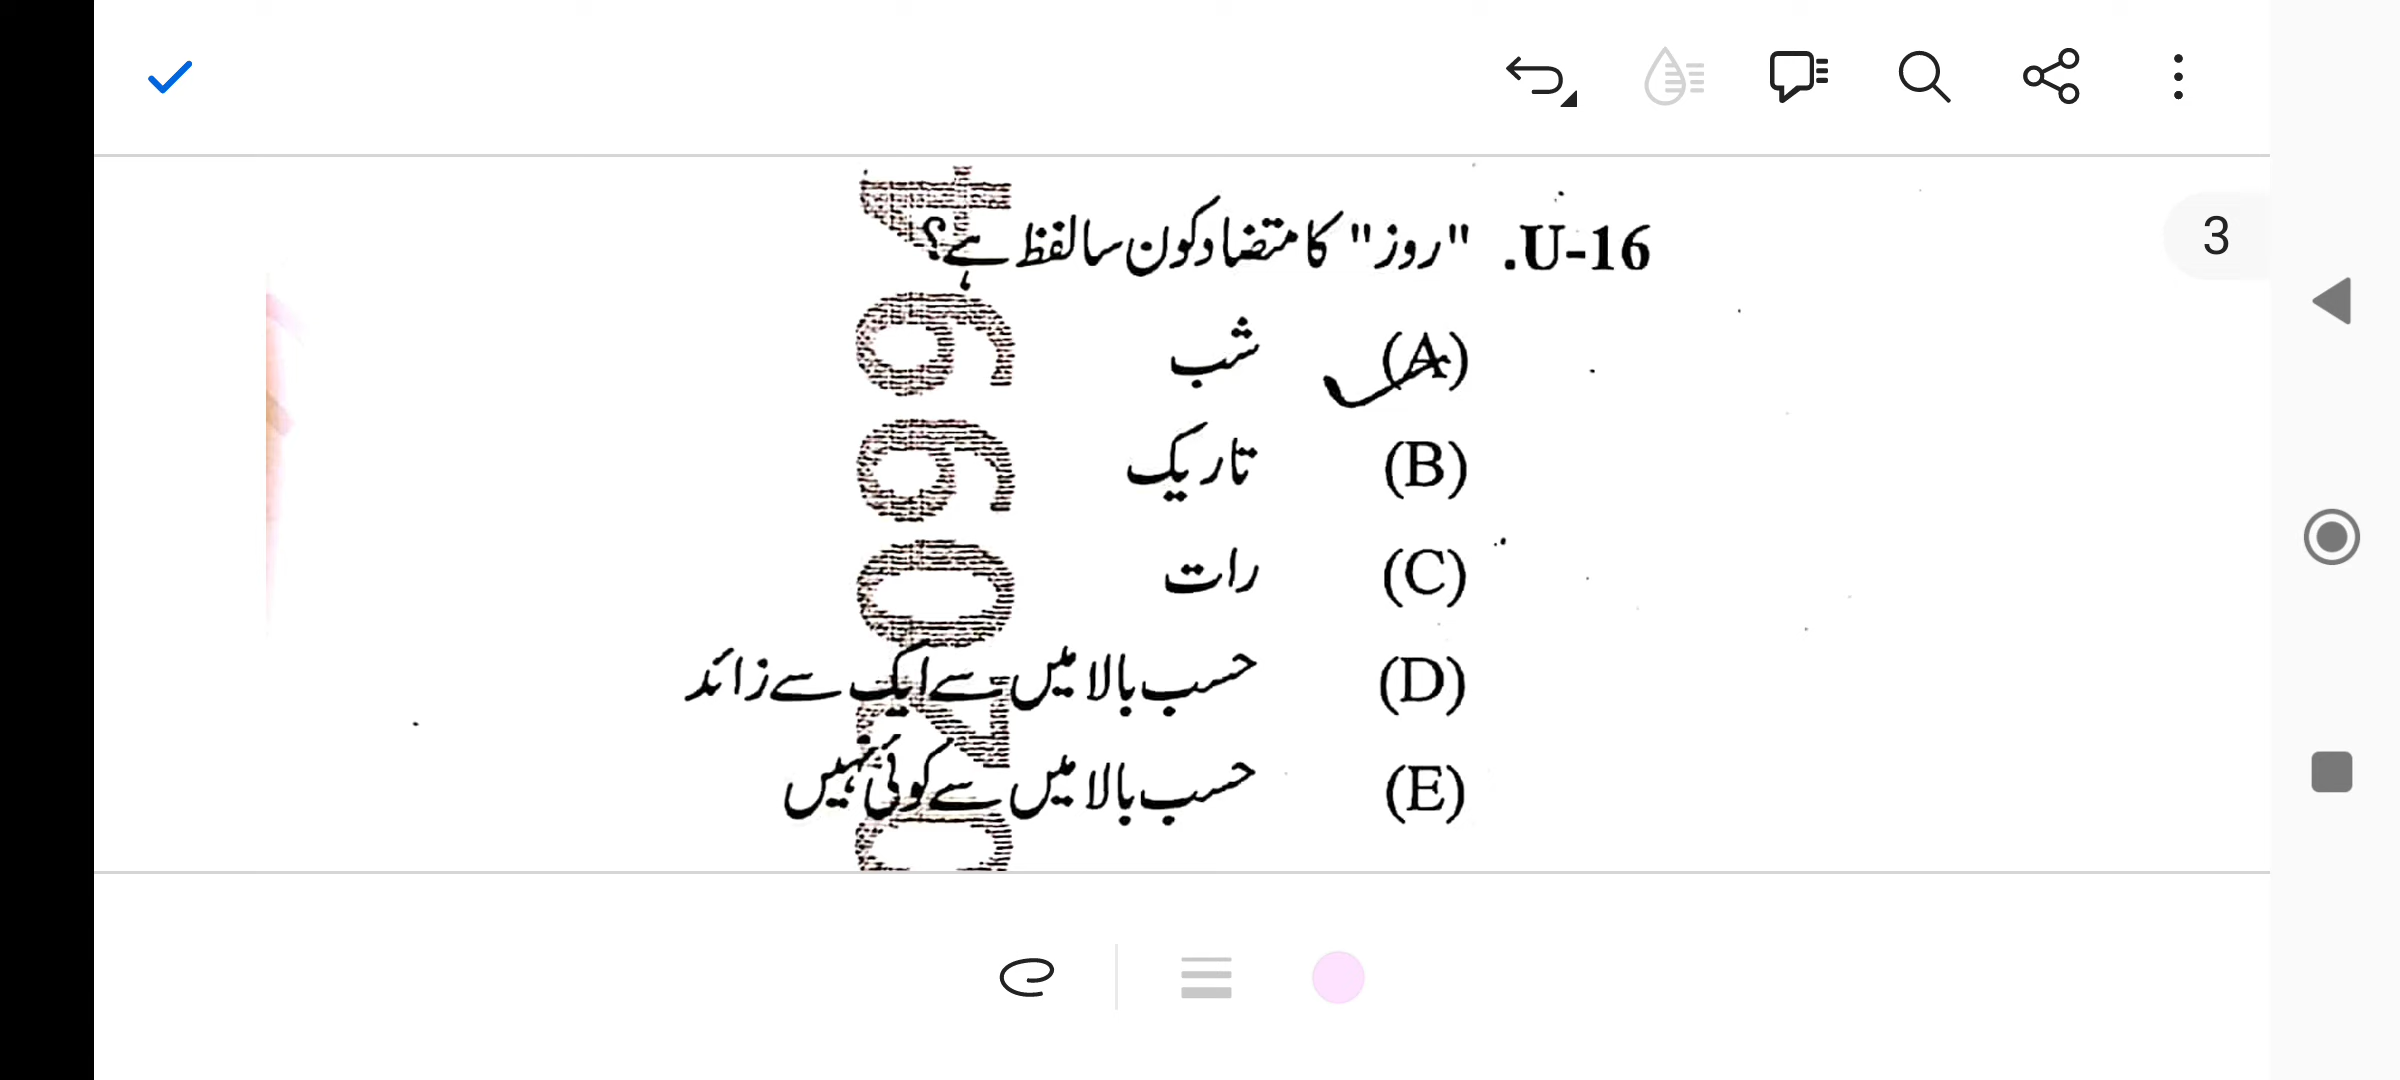 3
U-16. "روز" کا متضاد کون سا لفظ ہے؟
(A) شب
(B) تاریک
(C) رات
(D) حسب بالا میں سے ایک سے زائد
(E) حسب بالا میں سے کوئی نہیں